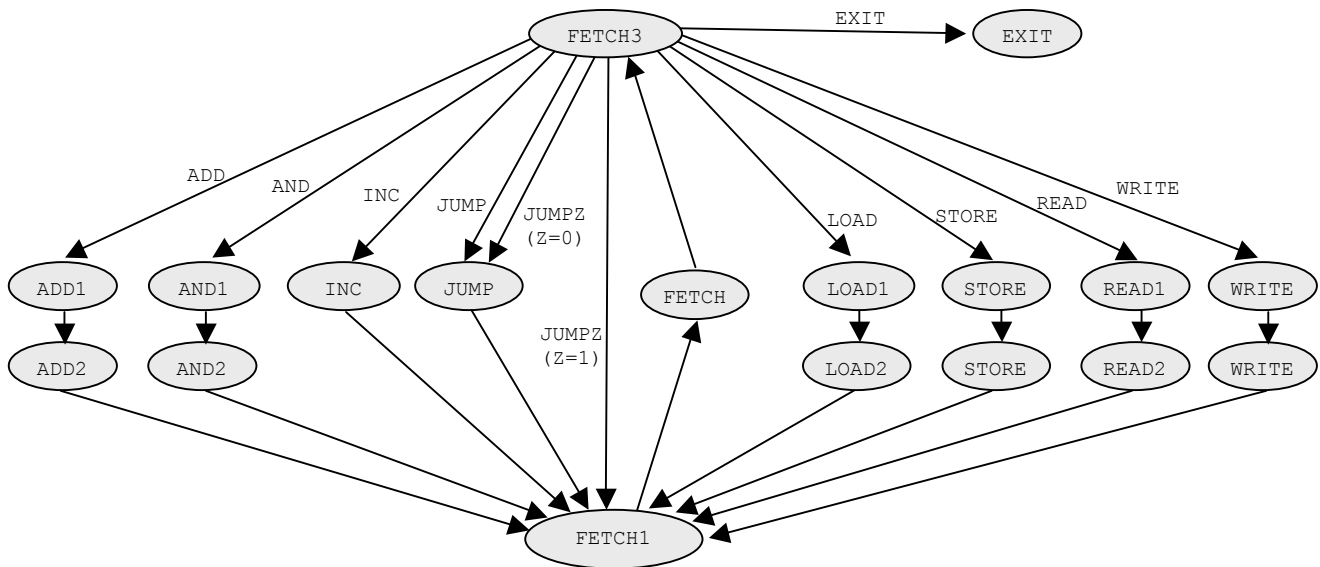 EXIT
FETCH3
EXIT
ADD
AND
INC
JUMP
JUMPZ
(Z=0)
LOAD
STORE
READ
WRITE
ADD1
AND1
INC
JUMP
FETCH
LOAD1
STORE
READ1
WRITE
JUMPZ
(Z=1)
ADD2
AND2
LOAD2
STORE
READ2
WRITE
FETCH1